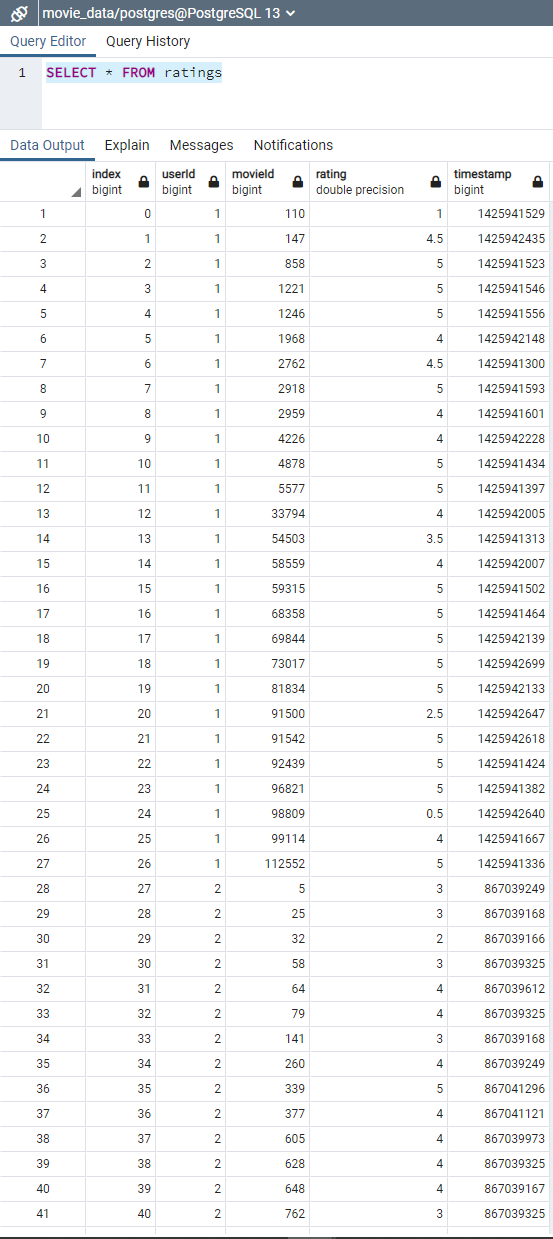 movie_data/postgres@PostgreSQL 13
Query Editor Query History
1 SELECT * FROM ratings
Data Output Explain Messages Notifications
index userId movieId rating timestamp
bigint bigint bigint double precision bigint
1 0 1 110 1 1425941529
2 1 1 147 4.5 1425942435
3 2 1 858 5 1425941523
4 3 1 1221 5 1425941546
5 4 1 1246 5 1425941556
6 5 1 1968 4 1425942148
7 6 1 2762 4.5 1425941300
8 7 1 2918 5 1425941593
9 8 1 2959 4 1425941601
10 9 1 4226 4 1425942228
11 10 1 4878 5 1425941434
12 11 1 5577 5 1425941397
13 12 1 33794 4 1425942005
14 13 1 54503 3.5 1425941313
15 14 1 58559 4 1425942007
16 15 1 59315 5 1425941502
17 16 1 68358 5 1425941464
18 17 1 69844 5 1425942139
19 18 1 73017 5 1425942699
20 19 1 81834 5 1425942133
21 20 1 91500 2.5 1425942647
22 21 1 91542 5 1425942618
23 22 1 92439 5 1425941424
24 23 1 96821 5 1425941382
25 24 1 98809 0.5 1425942640
26 25 1 99114 4 1425941667
27 26 1 112552 5 1425941336
28 27 2 5 3 867039249
29 28 2 25 3 867039168
30 29 2 32 2 867039166
31 30 2 58 3 867039325
32 31 2 64 4 867039612
33 32 2 79 4 867039325
34 33 2 141 3 867039168
35 34 2 260 4 867039249
36 35 2 339 5 867041296
37 36 2 377 4 867041121
38 37 2 605 4 867039973
39 38 2 628 4 867039325
40 39 2 648 4 867039167
41 40 2 762 3 867039325